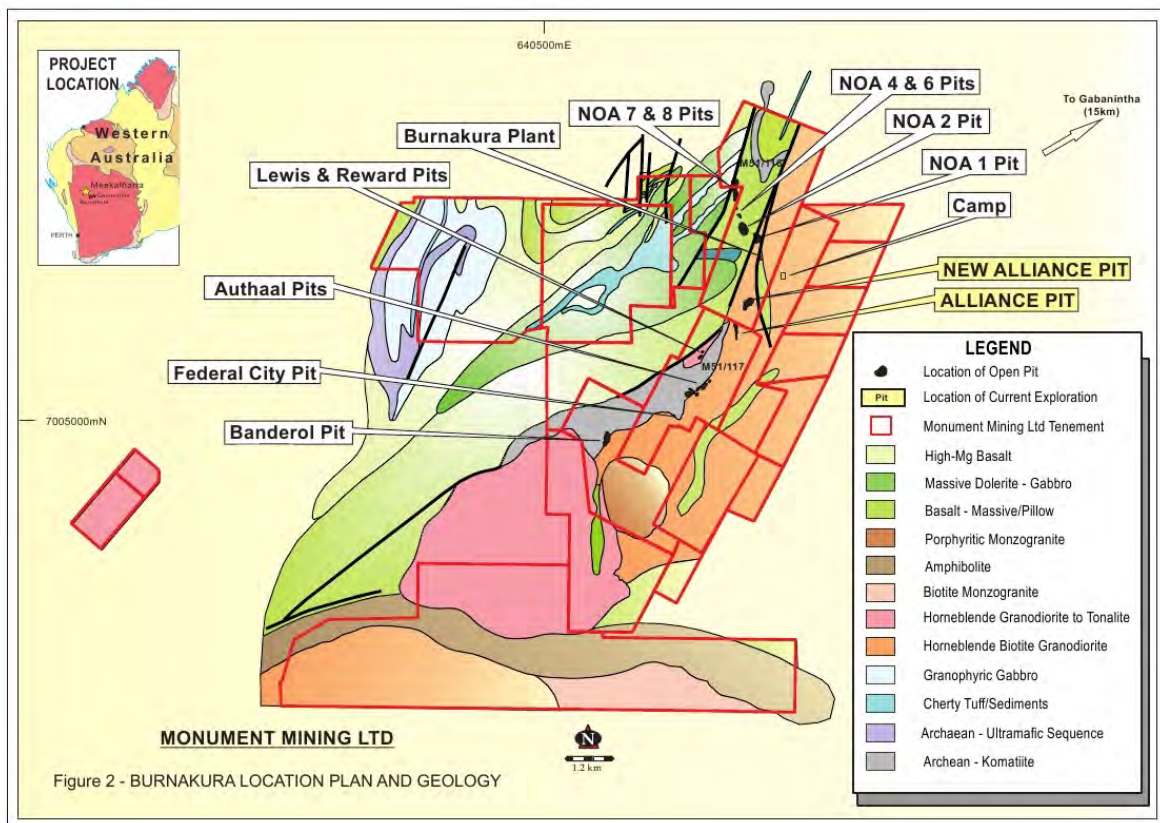 640500mE
PROJECT
LOCATION
Western
Australia
Meekatharra
PERTH
NOA 4 & 6 Pits
NOA 7 & 8 Pits
To Gabanintha
(15km)
Burnakura Plant
NOA 2 Pit
Lewis & Reward Pits
NOA 1 Pit
M51/116
Camp
NEW ALLIANCE PIT
Authaal Pits
ALLIANCE PIT
M51/117
Federal City Pit
7005000mN
Banderol Pit
LEGEND
Location of Open Pit
Pit Location of Current Exploration
Monument Mining Ltd Tenement
High-Mg Basalt
Massive Dolerite - Gabbro
Basalt - Massive/Pillow
Porphyritic Monzogranite
Amphibolite
Biotite Monzogranite
Horneblende Granodiorite to Tonalite
Horneblende Biotite Granodiorite
Granophyric Gabbro
Cherty Tuff/Sediments
Archaean - Ultramafic Sequence
Archean - Komatiite
MONUMENT MINING LTD
N
1.2 km
Figure 2 - BURNAKURA LOCATION PLAN AND GEOLOGY